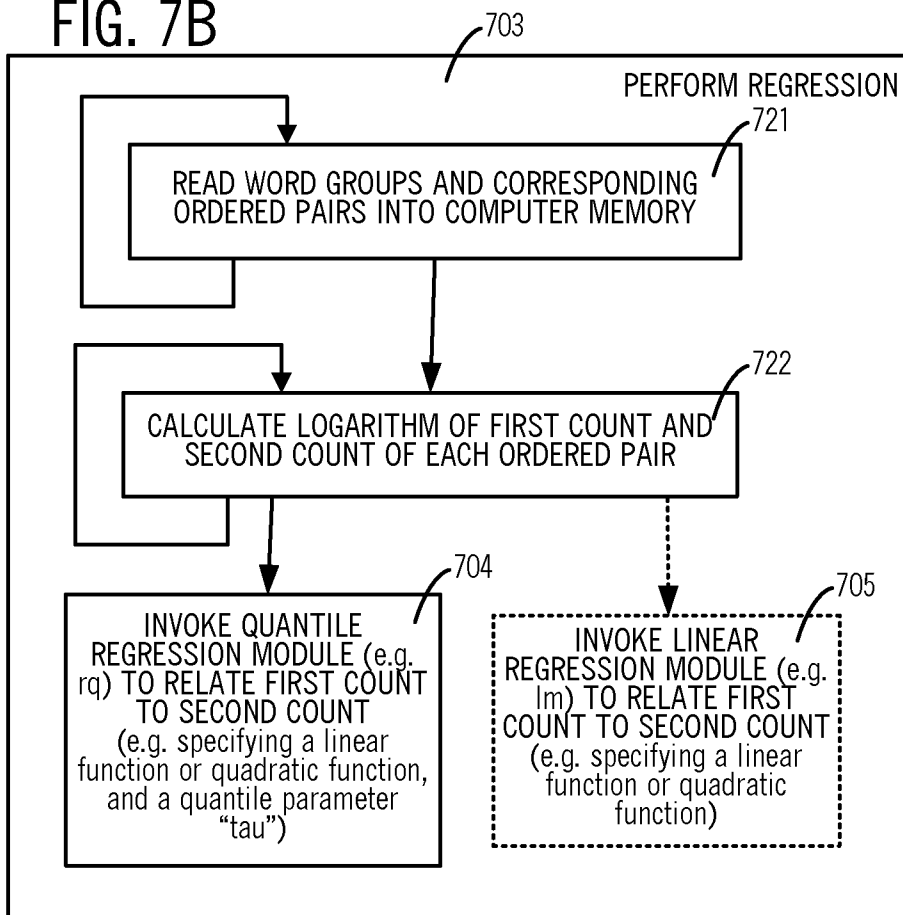 FIG. 7B
703
PERFORM REGRESSION
721
READ WORD GROUPS AND CORRESPONDING
ORDERED PAIRS INTO COMPUTER MEMORY
722
CALCULATE LOGARITHM OF FIRST COUNT AND
SECOND COUNT OF EACH ORDERED PAIR
704
INVOKE QUANTILE
REGRESSION MODULE (e.g.
rq) TO RELATE FIRST COUNT
TO SECOND COUNT
(e.g. specifying a linear
function or quadratic function,
and a quantile parameter
“tau”)
705
INVOKE LINEAR
REGRESSION MODULE (e.g.
lm) TO RELATE FIRST
COUNT TO SECOND COUNT
(e.g. specifying a linear
function or quadratic
function)